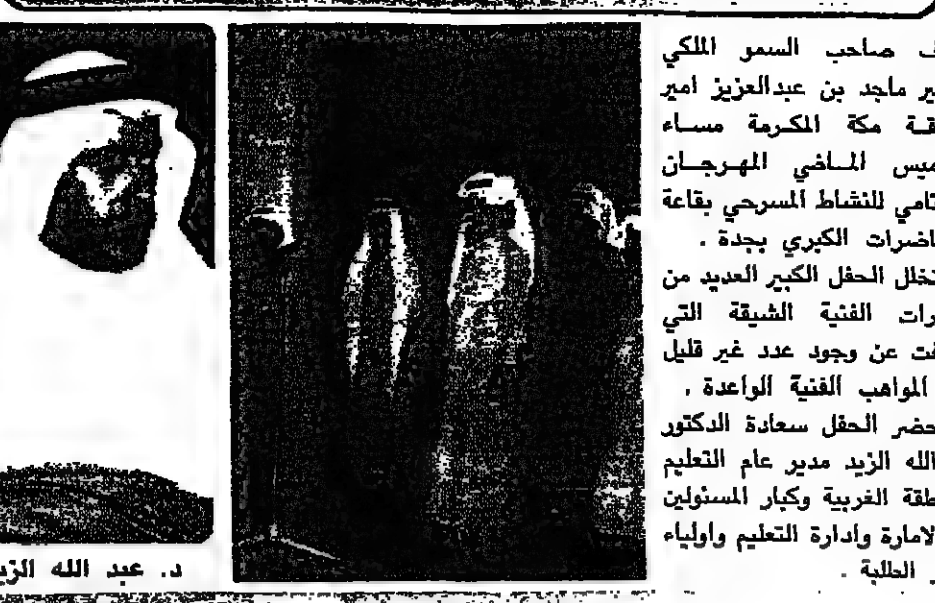 ف صاحب السمو الملكي
ير ماجد بن عبدالعزيز امير
قة مكة المكرمة مساء
ميس الماضي المهرجان
تامي للنشاط المسرحي بقاعة
ماضرات الكبري بجدة .
تخلل الحفل الكبير العديد من
رات الفنية الشيقة التي
فت عن وجود عدد غير قليل
المواهب الفنية الواعدة .
حضر الحفل سعادة الدكتور
الله الزيد مدير عام التعليم
طقة الغربية وكبار المسئولين
لامارة وادارة التعليم واولياء
الطلبة .
د. عبد الله الزي